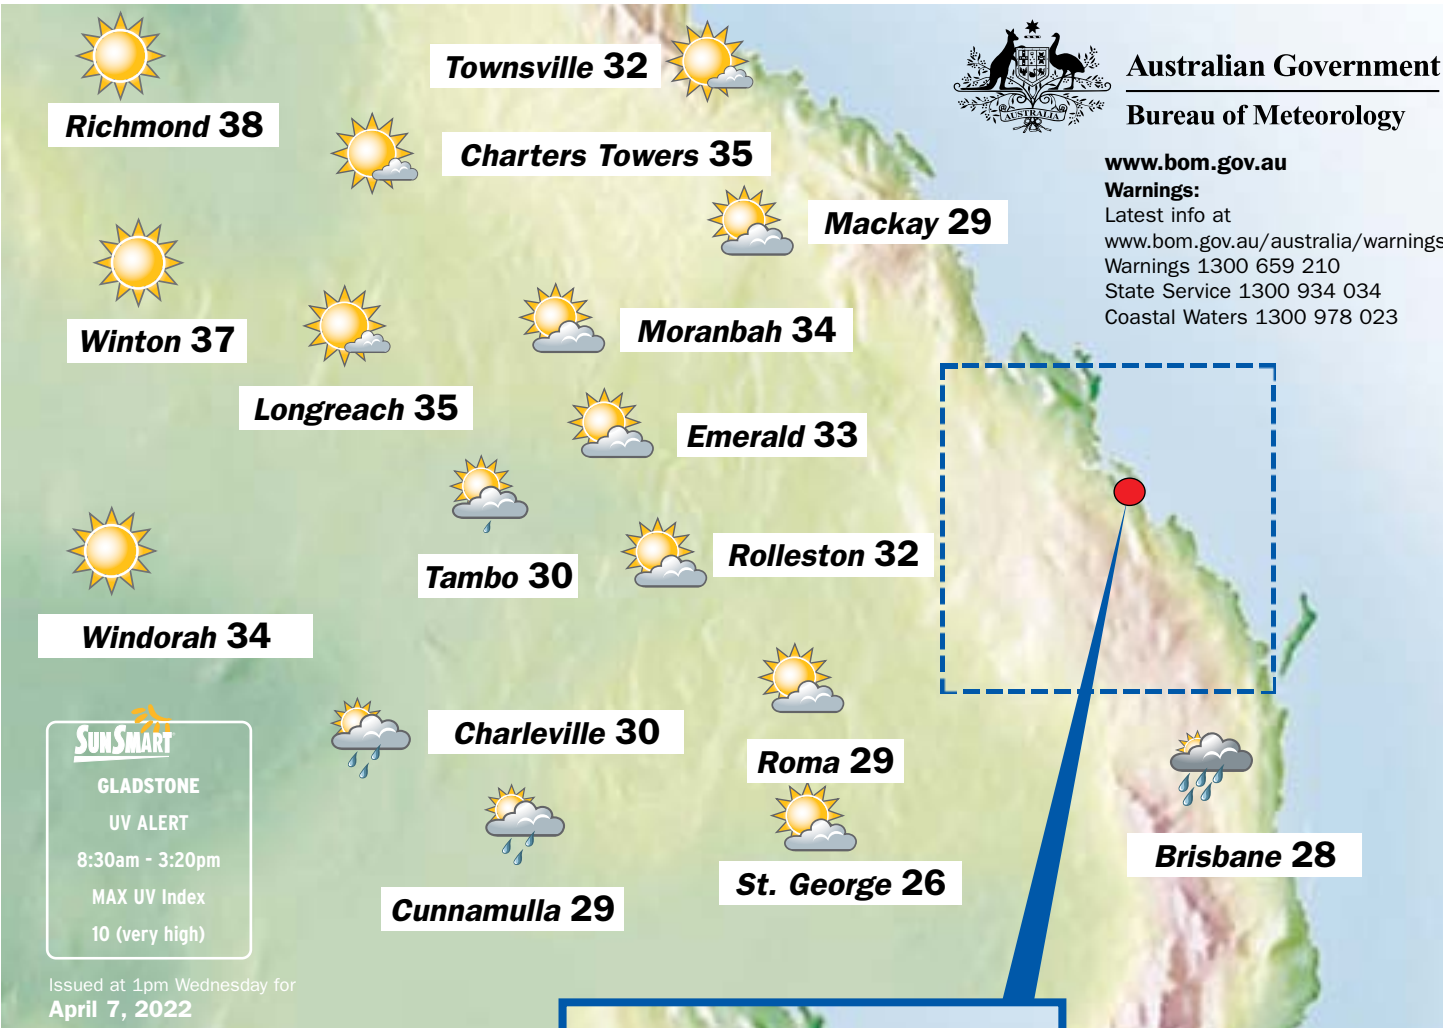 Richmond 38
Townsville 32
Charters Towers 35
Mackay 29
AUSTRALIA
Australian Government
Bureau of Meteorology
www.bom.gov.au
Warnings:
Latest info at
www.bom.gov.au/australia/warnings
Warnings 1300 659 210
State Service 1300 934 034
Coastal Waters 1300 978 023
Winton 37
Moranbah 34
Longreach 35
Emerald 33
Tambo 30
Rolleston 32
Windorah 34
Charleville 30
Roma 29
Cunnamulla 29
St. George 26
Brisbane 28
SUNSMART
GLADSTONE
UV ALERT
8:30am - 3:20pm
MAX UV Index
10 (very high)
Issued at 1pm Wednesday for
April 7, 2022